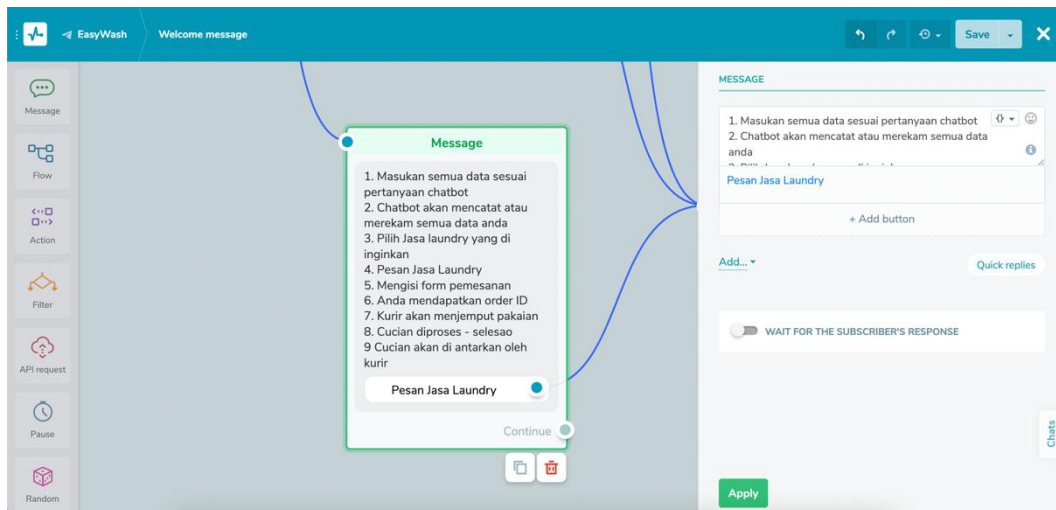 EasyWash
Welcome message
Save
Message
Flow
Action
Filter
API request
Pause
Random
Message
1. Masukan semua data sesuai
pertanyaan chatbot
2. Chatbot akan mencatat atau
merekam semua data anda
3. Pilih Jasa laundry yang di
inginkan
4. Pesan Jasa Laundry
5. Mengisi form pemesanan
6. Anda mendapatkan order ID
7. Kurir akan menjemput pakaian
8. Cucian diproses - selesao
9 Cucian akan di antarkan oleh
kurir
Pesan Jasa Laundry
Continue
MESSAGE
1. Masukan semua data sesuai pertanyaan chatbot
2. Chatbot akan mencatat atau merekam semua data
anda
{}
Pesan Jasa Laundry
+ Add button
Add...
Quick replies
WAIT FOR THE SUBSCRIBER'S RESPONSE
Chats
Apply